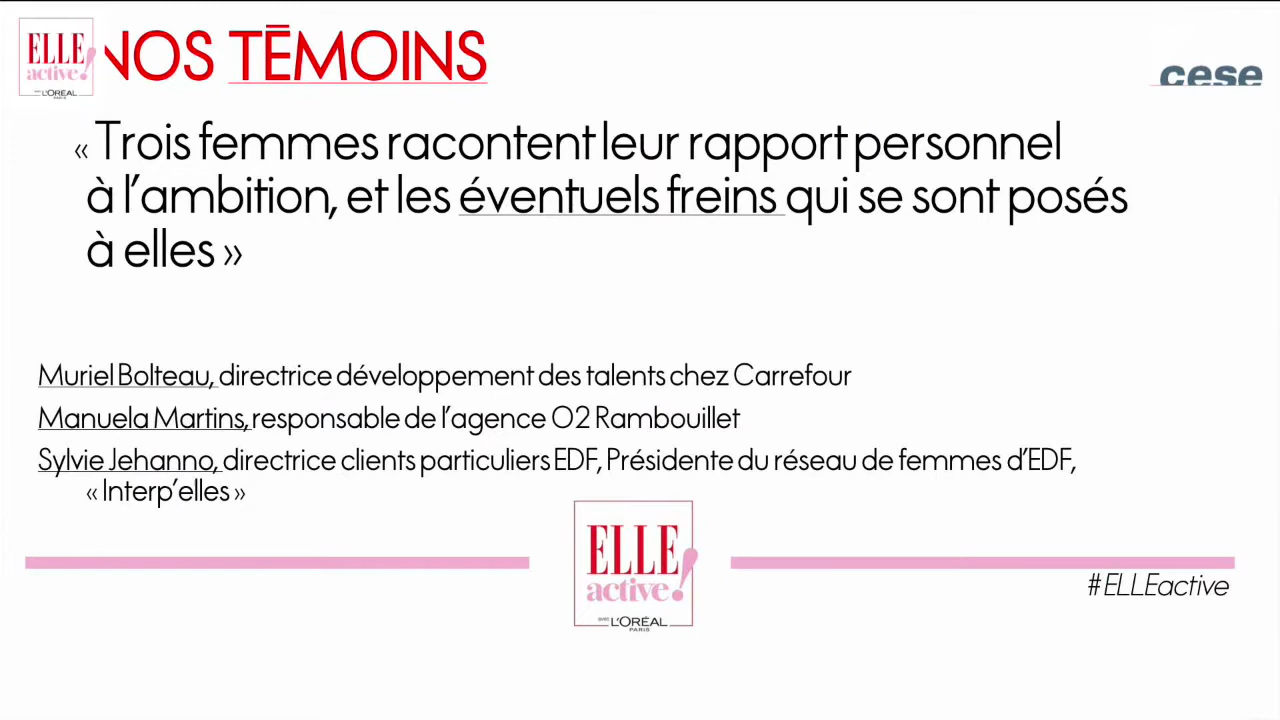 ELLE
active!
AVEC L'ORÉAL
PARIS
NOS TĒMOINS
cese
« Trois femmes racontent leur rapport personnel
à l'ambition, et les éventuels freins qui se sont posés
à elles »
Muriel Bolteau, directrice développement des talents chez Carrefour
Manuela Martins, responsable de l'agence O2 Rambouillet
Sylvie Jehanno, directrice clients particuliers EDF, Présidente du réseau de femmes d'EDF,
« Interp'elles »
ELLE
active!
AVEC L'ORÉAL
PARIS
#ELLEactive